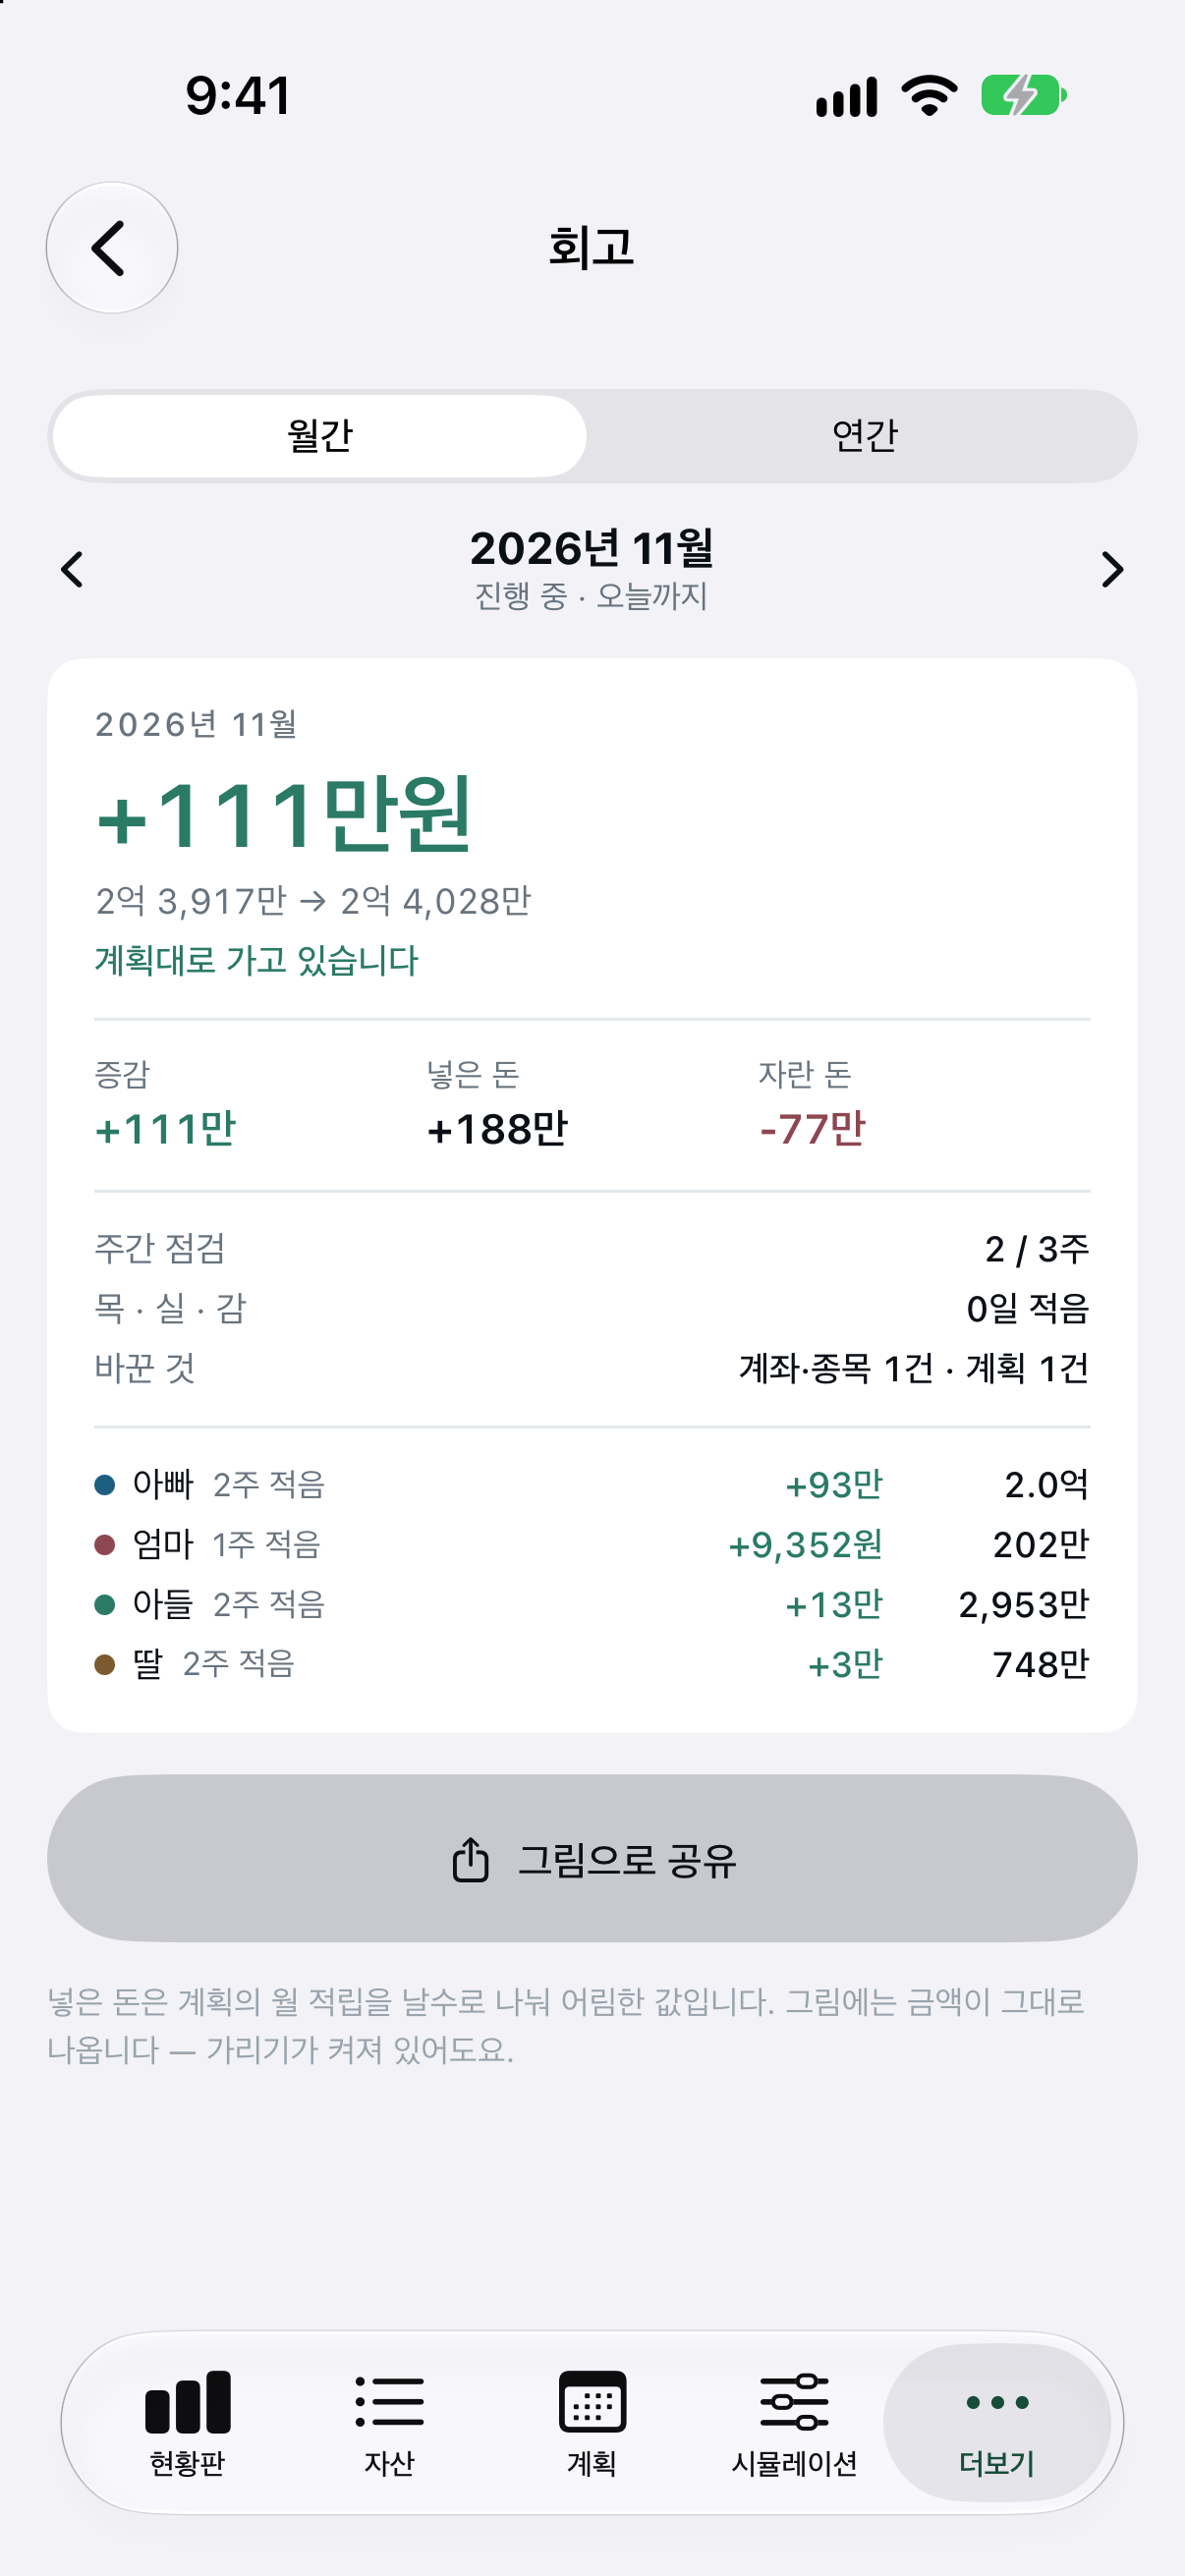 9:41
회고
월간 연간
2026년 11월
진행 중 · 오늘까지
2026년 11월
+111만원
2억 3,917만 → 2억 4,028만
계획대로 가고 있습니다
증감 넣은 돈 자란 돈
+111만 +188만 -77만
주간 점검 2 / 3주
목 · 실 · 감 0일 적음
바꾼 것 계좌·종목 1건 · 계획 1건
아빠 2주 적음 +93만 2.0억
엄마 1주 적음 +9,352원 202만
아들 2주 적음 +13만 2,953만
딸 2주 적음 +3만 748만
그림으로 공유
넣은 돈은 계획의 월 적립을 날수로 나눠 어림한 값입니다. 그림에는 금액이 그대로
나옵니다 — 가리기가 켜져 있어도요.
현황판 자산 계획 시뮬레이션 더보기